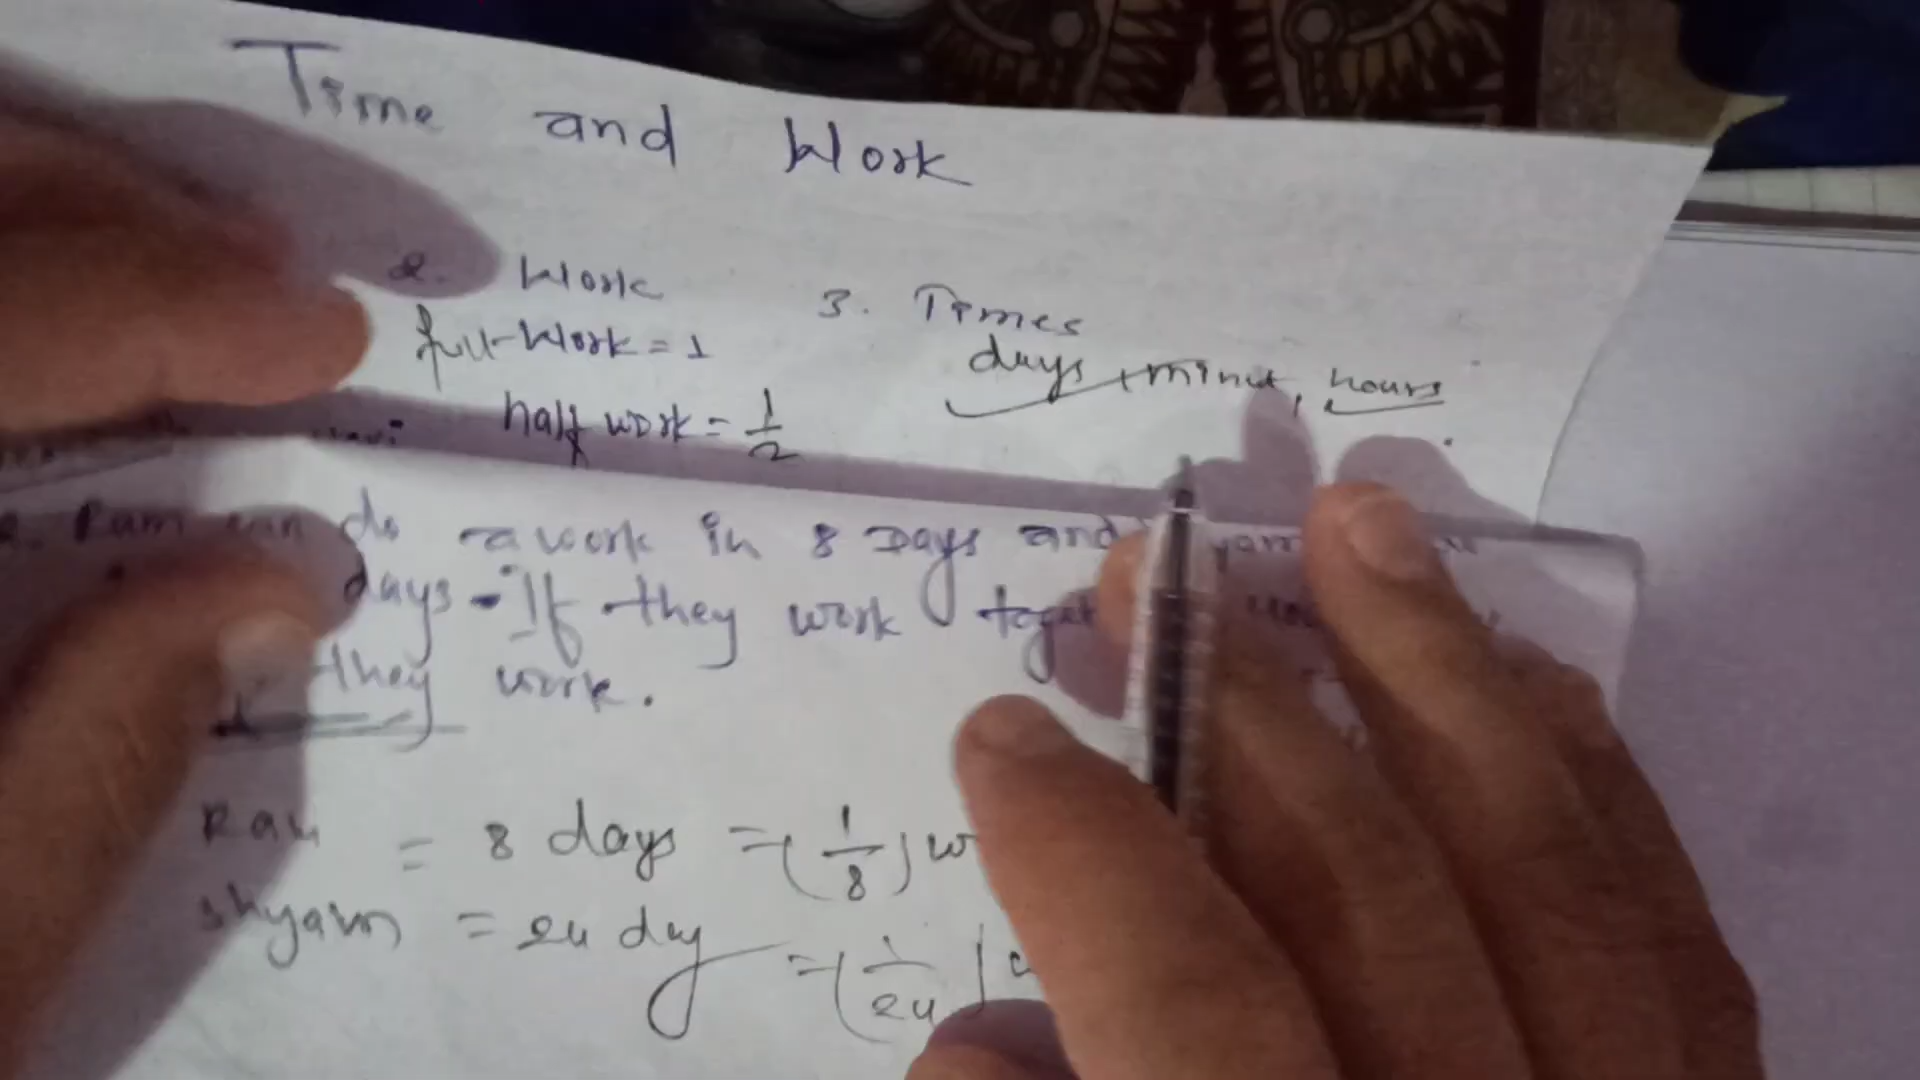 Time and Work
2. Work
full-Work = 1
half work = 1/2
3. Times
days, minut, hours
Ram can do a work in 8 Days and
days. If they work
they work.
Ram = 8 days = (1/8) w
shyam = 24 day = (1/24)